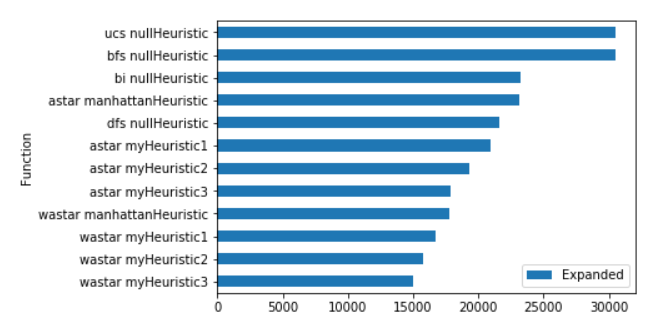 ucs nullHeuristic
bfs nullHeuristic
bi nullHeuristic
astar manhattanHeuristic
dfs nullHeuristic
astar myHeuristic1
astar myHeuristic2
astar myHeuristic3
wastar manhattanHeuristic
wastar myHeuristic1
wastar myHeuristic2
wastar myHeuristic3
Function
Expanded
0 5000 10000 15000 20000 25000 30000